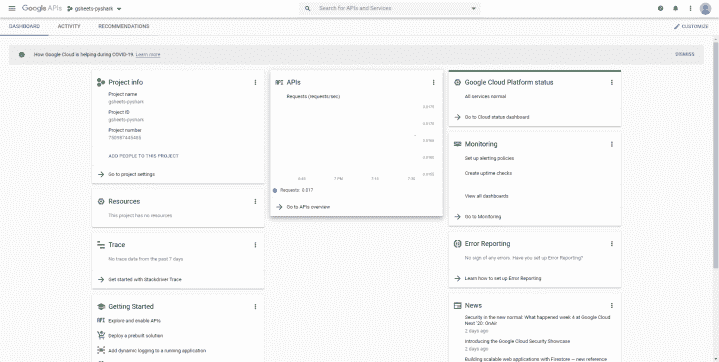 Google APIs
gsheets-pyshark
Search for APIs and Services
DASHBOARD
ACTIVITY
RECOMMENDATIONS
CUSTOMIZE
How Google Cloud is helping during COVID-19. Learn more
DISMISS
Project info
Project name
gsheets-pyshark
Project ID
gsheets-pyshark
Project number
ADD PEOPLE TO THIS PROJECT
Go to project settings
Resources
This project has no resources
Trace
No trace data from the past 7 days
Get started with Stackdriver Trace
Getting Started
Explore and enable APIs
Deploy a prebuilt solution
Add dynamic logging to a running application
APIs
Requests (requests/sec)
7 PM
7:15
7:30
Requests: 0.017
Go to APIs overview
Google Cloud Platform status
All services normal
Go to Cloud status dashboard
Monitoring
Set up alerting policies
Create uptime checks
View all dashboards
Go to Monitoring
Error Reporting
No sign of any errors. Have you set up Error Reporting?
Learn how to set up Error Reporting
News
Security in the new normal: What happened week 6 at Google Cloud
Next '20: OnAir
2 days ago
Introducing the Google Cloud Security Showcase
2 days ago
Building scalable web applications with Firestore — new reference